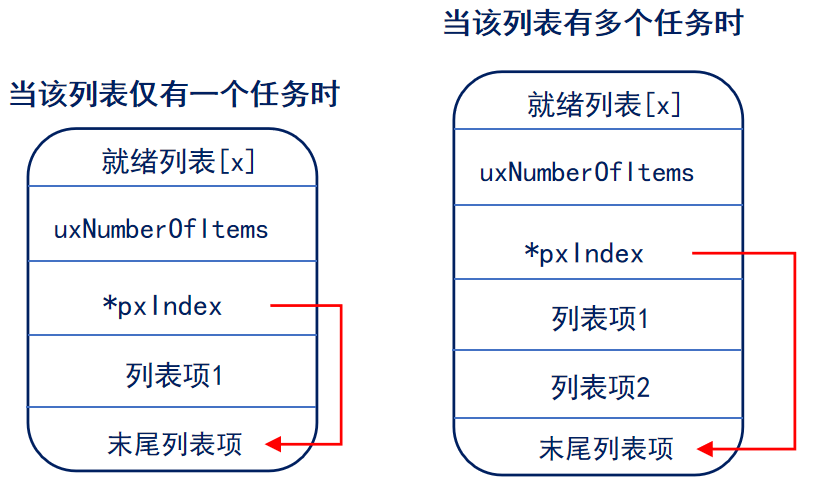 当该列表仅有一个任务时
就绪列表[x]
uxNumberOfItems
*pxIndex
列表项1
末尾列表项
当该列表有多个任务时
就绪列表[x]
uxNumberOfItems
*pxIndex
列表项1
列表项2
末尾列表项